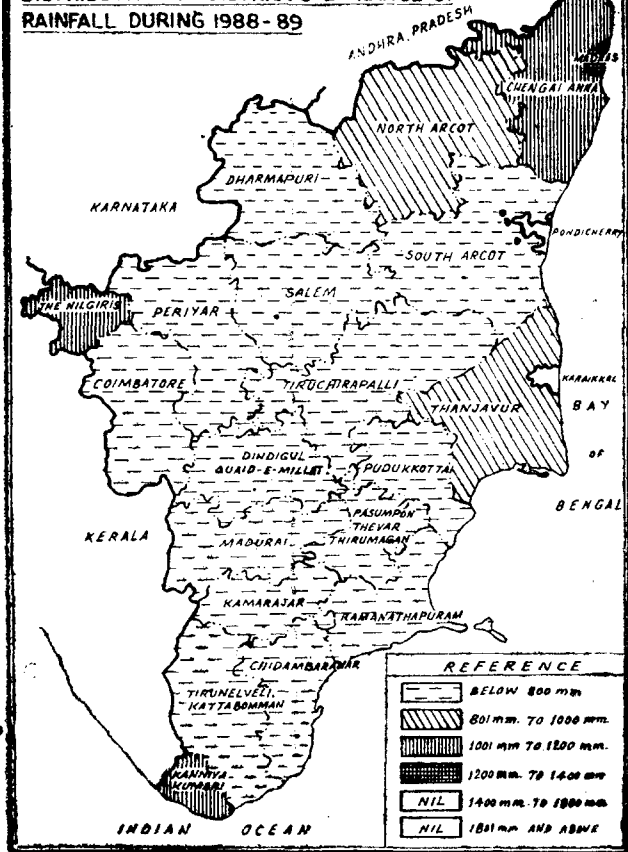 RAINFALL DURING 1988-89
ANDHRA PRADESH
MADRAS
CHENGAI ANNA
NORTH ARCOT
DHARMAPURI
KARNATAKA
PONDICHERRY
SOUTH ARCOT
THE NILGIRIS
PERIYAR
SALEM
COIMBATORE
TIRUCHIRAPALLI
KARAIKKAL
THANJAVUR
BAY
OF
BENGAL
DINDIGUL
QUAID-E-MILLET
PUDUKKOTTAI
PASUMPON
THEVAR
THIRUMAGAN
KERALA
MADURAI
KAMARAJAR
RAMANATHAPURAM
CHIDAMBARANAR
TIRUNELVELI
KATTABOMMAN
KANNIYA
KUMARI
INDIAN OCEAN
REFERENCE
BELOW 800 mm
801 mm. TO 1000 mm.
1001 mm TO 1200 mm.
1200 mm TO 1400 mm
NIL 1400 mm. TO 1800 mm
NIL 1801 mm AND ABOVE